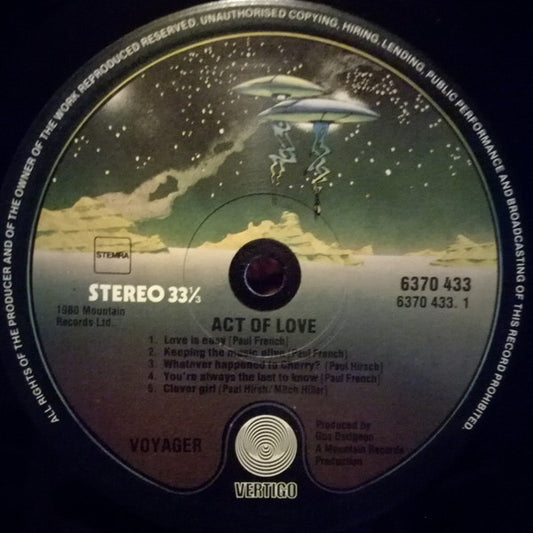 ALL RIGHTS OF THE PRODUCER AND OF THE OWNER OF THE WORK REPRODUCED RESERVED. UNAUTHORISED COPYING, HIRING, LENDING, PUBLIC PERFORMANCE AND BROADCASTING OF THIS RECORD PROHIBITED.
STEMRA
STEREO 33⅓
6370 433
6370 433. 1
1980 Mountain
Records Ltd.
ACT OF LOVE
1. Love is easy (Paul French)
2. Keeping the music alive (Paul French)
3. Whatever happened to Cherry? (Paul Hirsch)
4. You're always the last to know (Paul French)
5. Clever girl (Paul Hirsh/Mitch Hiller)
VOYAGER
Produced by
Gus Dudgeon
A Mountain Records
Production
VERTIGO